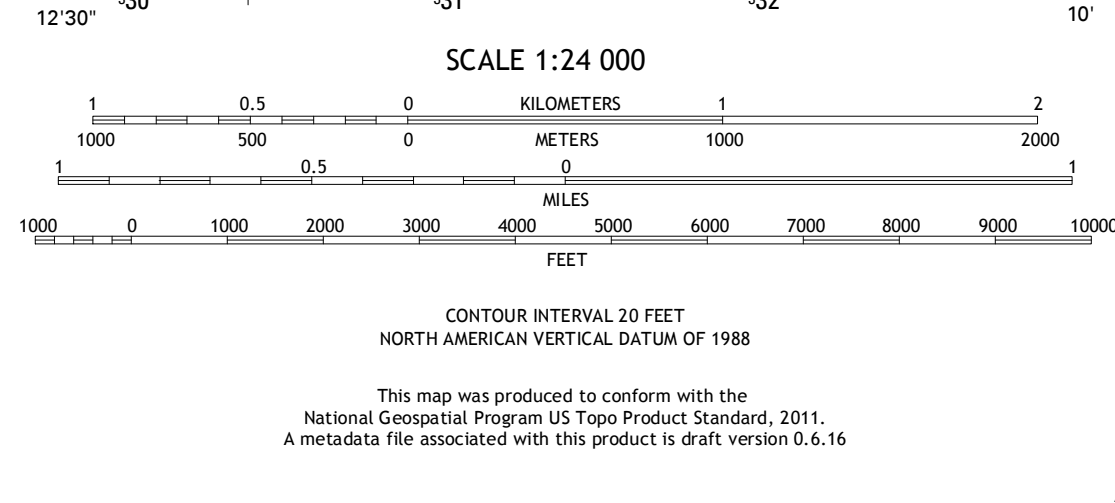 ³30 ³31 ³32
12'30" 10'
SCALE 1:24 000
1 0.5 0 KILOMETERS 1 2
1000 500 0 METERS 1000 2000
1 0.5 0 1
MILES
1000 0 1000 2000 3000 4000 5000 6000 7000 8000 9000 10000
FEET
CONTOUR INTERVAL 20 FEET
NORTH AMERICAN VERTICAL DATUM OF 1988
This map was produced to conform with the
National Geospatial Program US Topo Product Standard, 2011.
A metadata file associated with this product is draft version 0.6.16